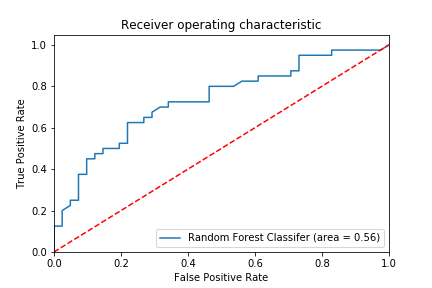 Receiver operating characteristic
True Positive Rate
1.0
0.8
0.6
0.4
0.2
0.0
Random Forest Classifer (area = 0.56)
0.0 0.2 0.4 0.6 0.8 1.0
False Positive Rate